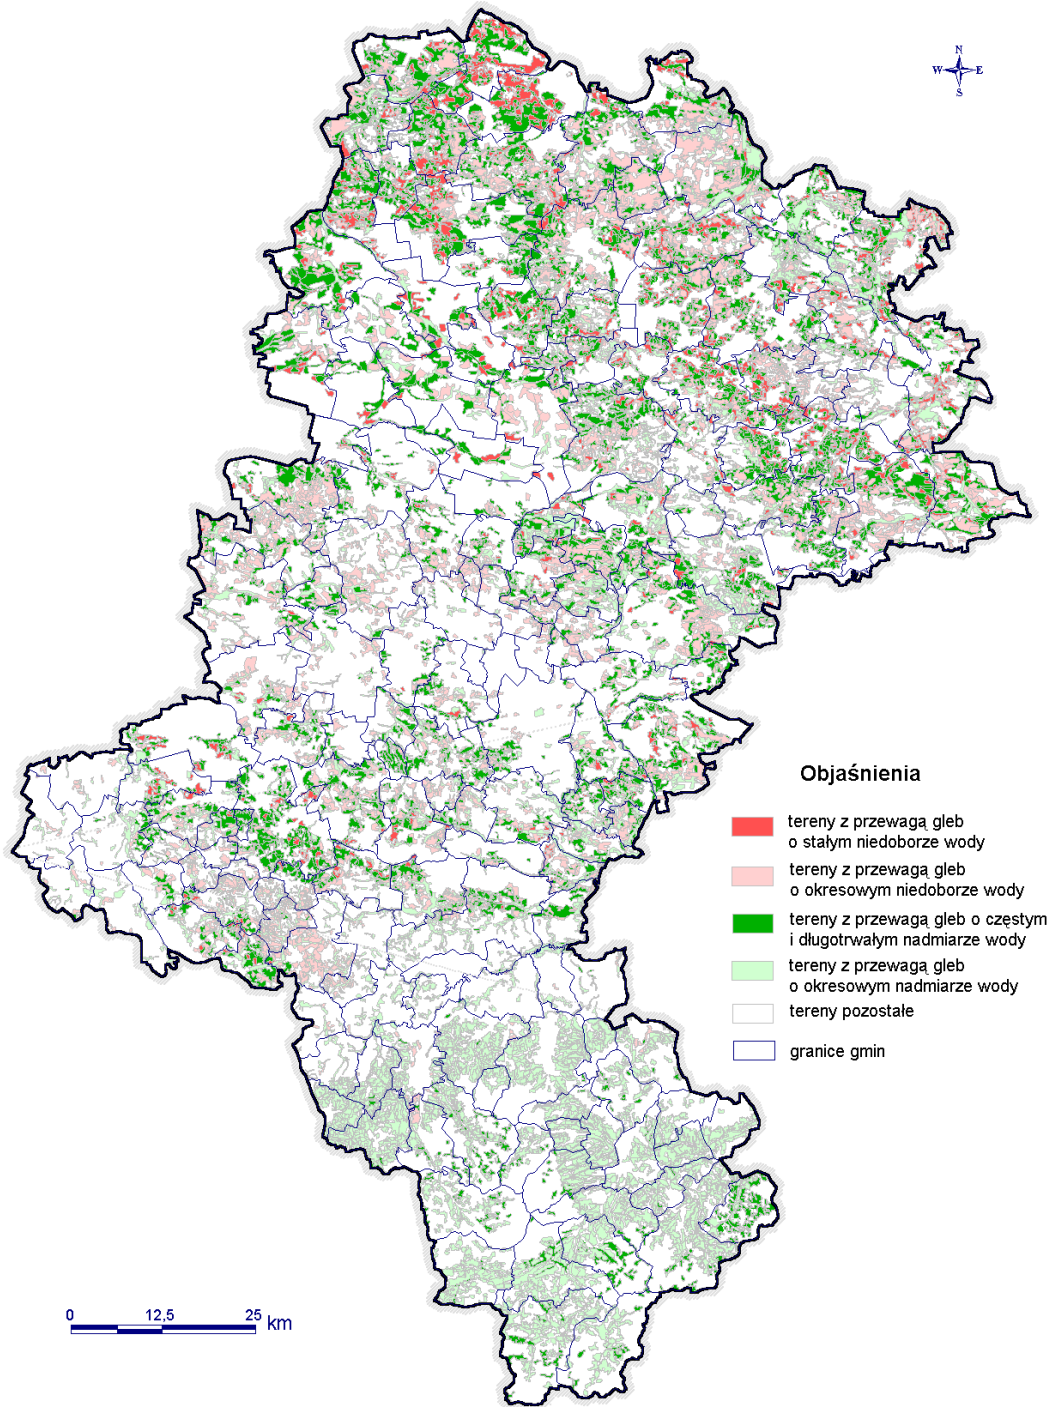 N
W E
S
Objaśnienia
tereny z przewagą gleb
o stałym niedoborze wody
tereny z przewagą gleb
o okresowym niedoborze wody
tereny z przewagą gleb o częstym
i długotrwałym nadmiarze wody
tereny z przewagą gleb
o okresowym nadmiarze wody
tereny pozostałe
granice gmin
0 12,5 25 km